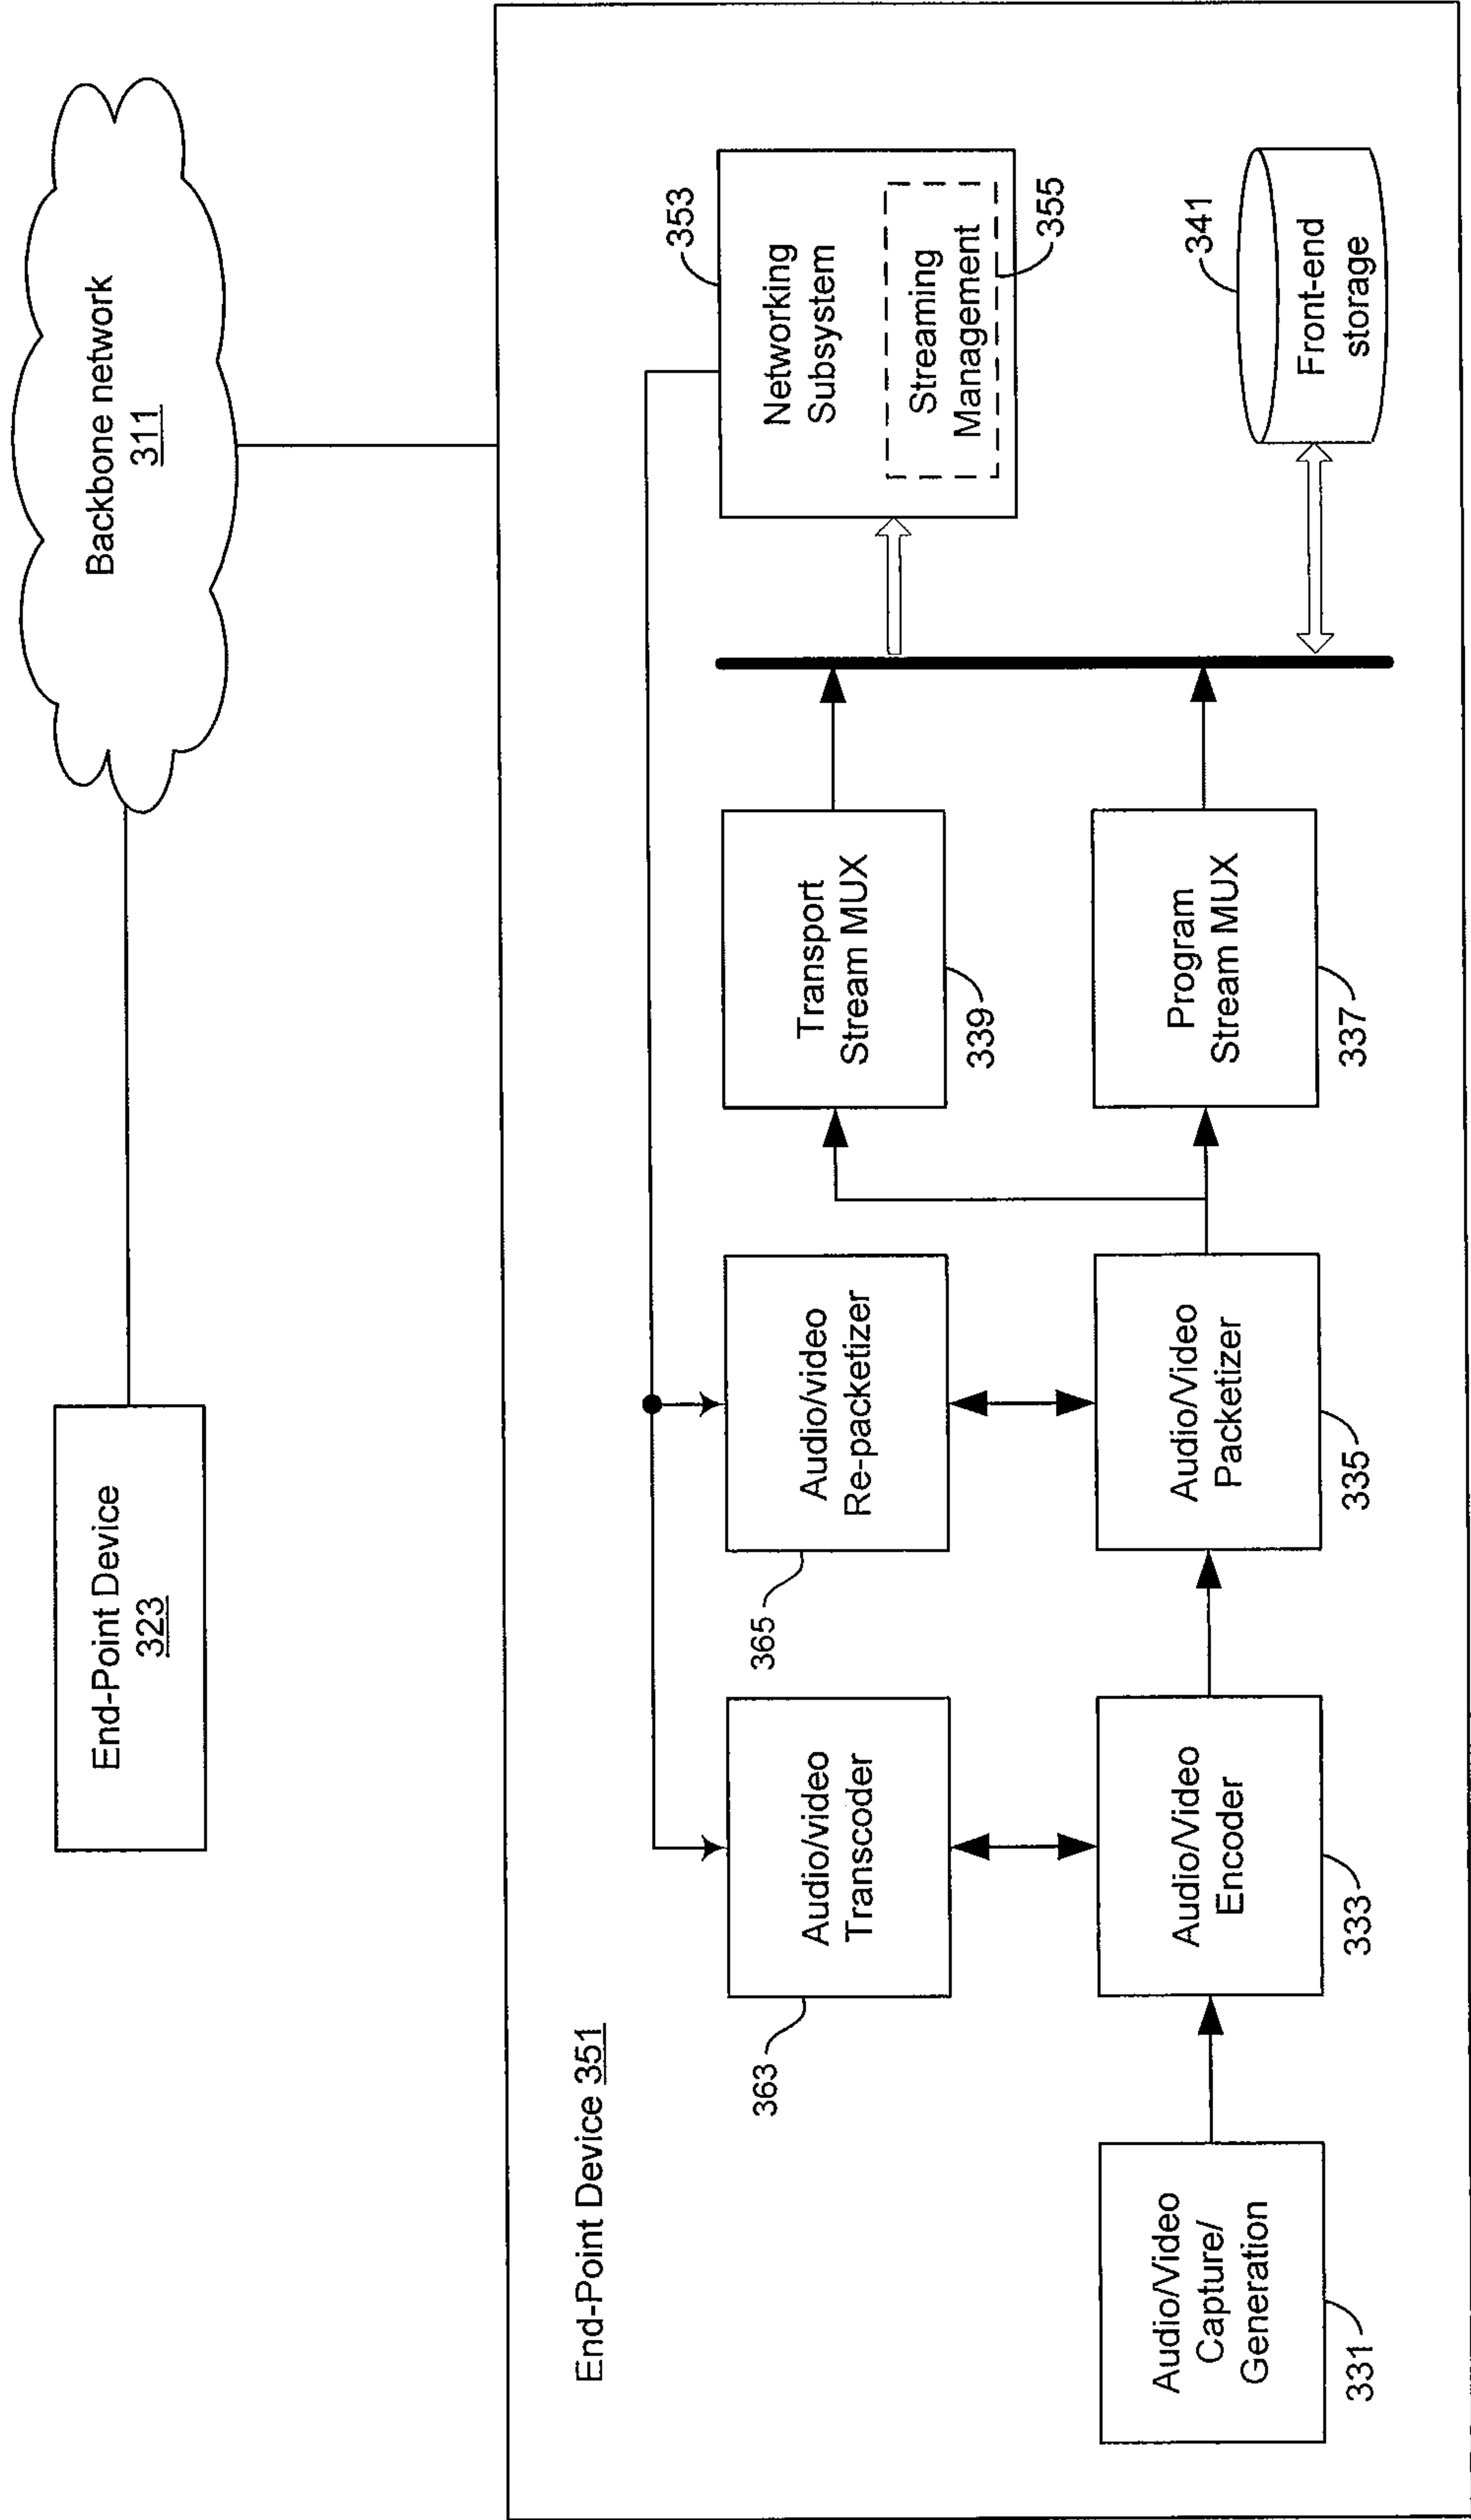 End-Point Device
323
Backbone network
311
End-Point Device 351
363
Audio/video
Transcoder
365
Audio/video
Re-packetizer
Transport
Stream MUX
339
353
Networking
Subsystem
Streaming
Management
355
Audio/Video
Capture/
Generation
331
Audio/Video
Encoder
333
Audio/Video
Packetizer
335
Program
Stream MUX
337
341
Front-end
storage